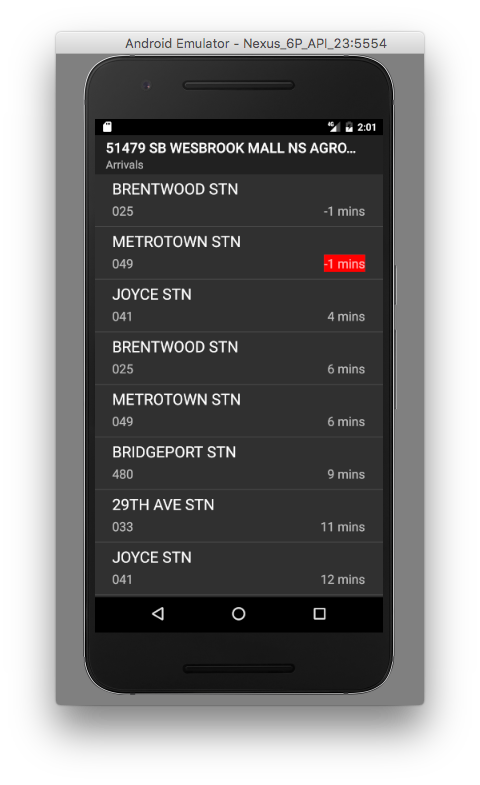 Android Emulator - Nexus_6P_API_23:5554
4G 2:01
51479 SB WESBROOK MALL NS AGRO...
Arrivals
BRENTWOOD STN
025 -1 mins
METROTOWN STN
049 -1 mins
JOYCE STN
041 4 mins
BRENTWOOD STN
025 6 mins
METROTOWN STN
049 6 mins
BRIDGEPORT STN
480 9 mins
29TH AVE STN
033 11 mins
JOYCE STN
041 12 mins